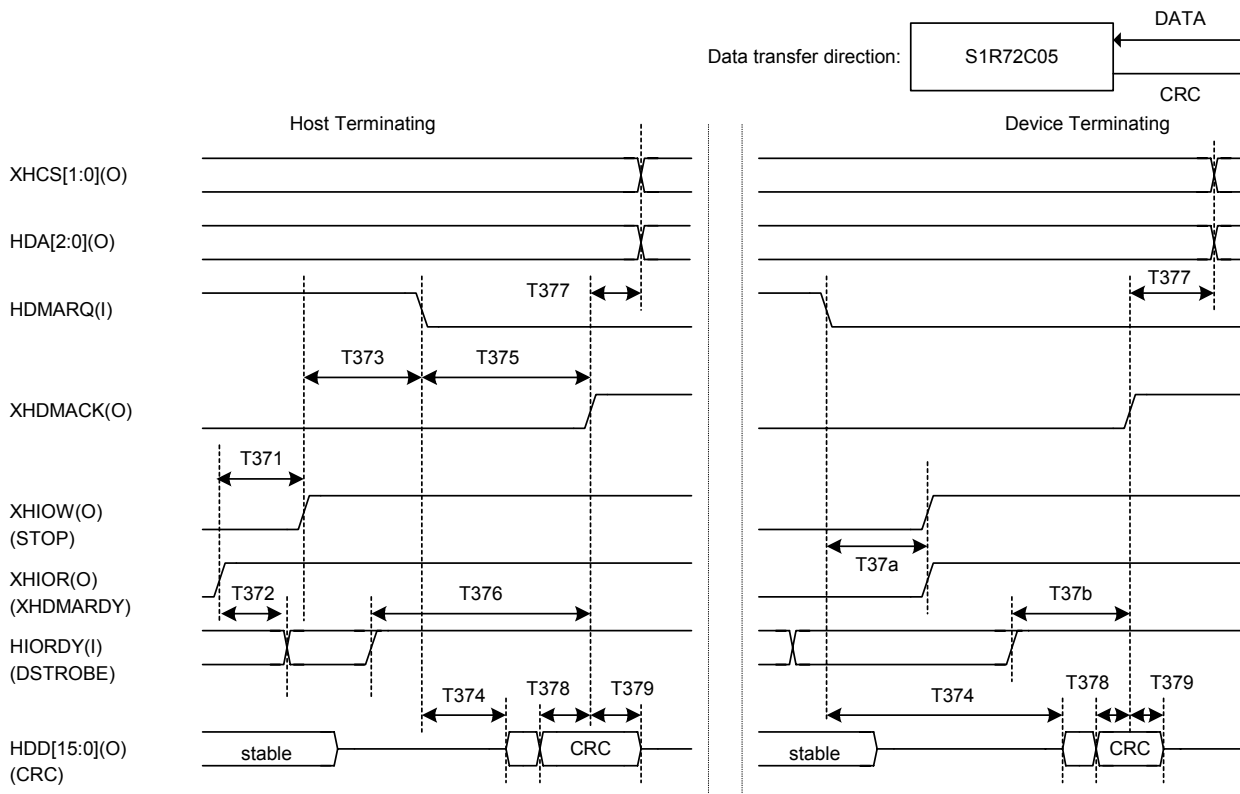 DATA
Data transfer direction:
S1R72C05
CRC
Host Terminating
Device Terminating
XHCS[1:0](O)
HDA[2:0](O)
HDMARQ(I)
T377
T377
T373
T375
XHDMACK(O)
T371
XHIOW(O)
(STOP)
T37a
XHIOR(O)
(XHDMARDY)
T372
T376
T37b
HIORDY(I)
(DSTROBE)
T374
T378
T379
T374
T378
T379
HDD[15:0](O)
(CRC)
stable
CRC
stable
CRC